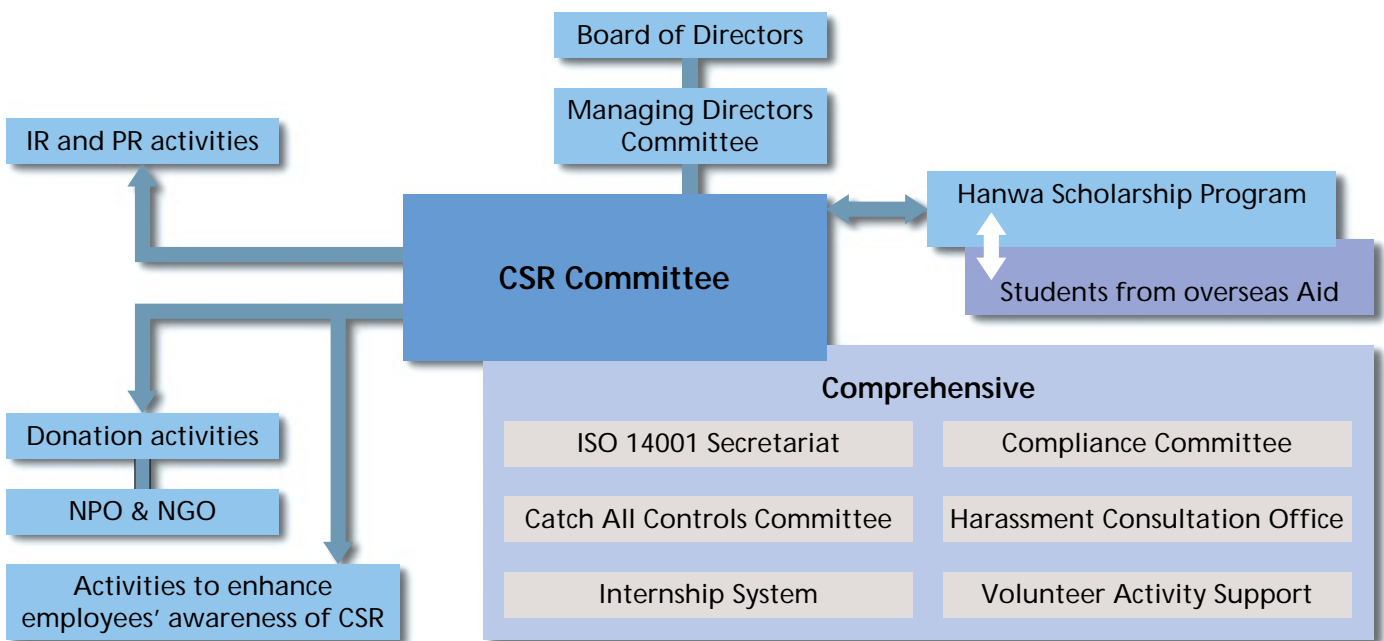 Board of Directors
Managing Directors
Committee
IR and PR activities
Hanwa Scholarship Program
CSR Committee
Students from overseas Aid
Comprehensive
Donation activities
ISO 14001 Secretariat
Compliance Committee
NPO & NGO
Catch All Controls Committee
Harassment Consultation Office
Activities to enhance
employees’ awareness of CSR
Internship System
Volunteer Activity Support